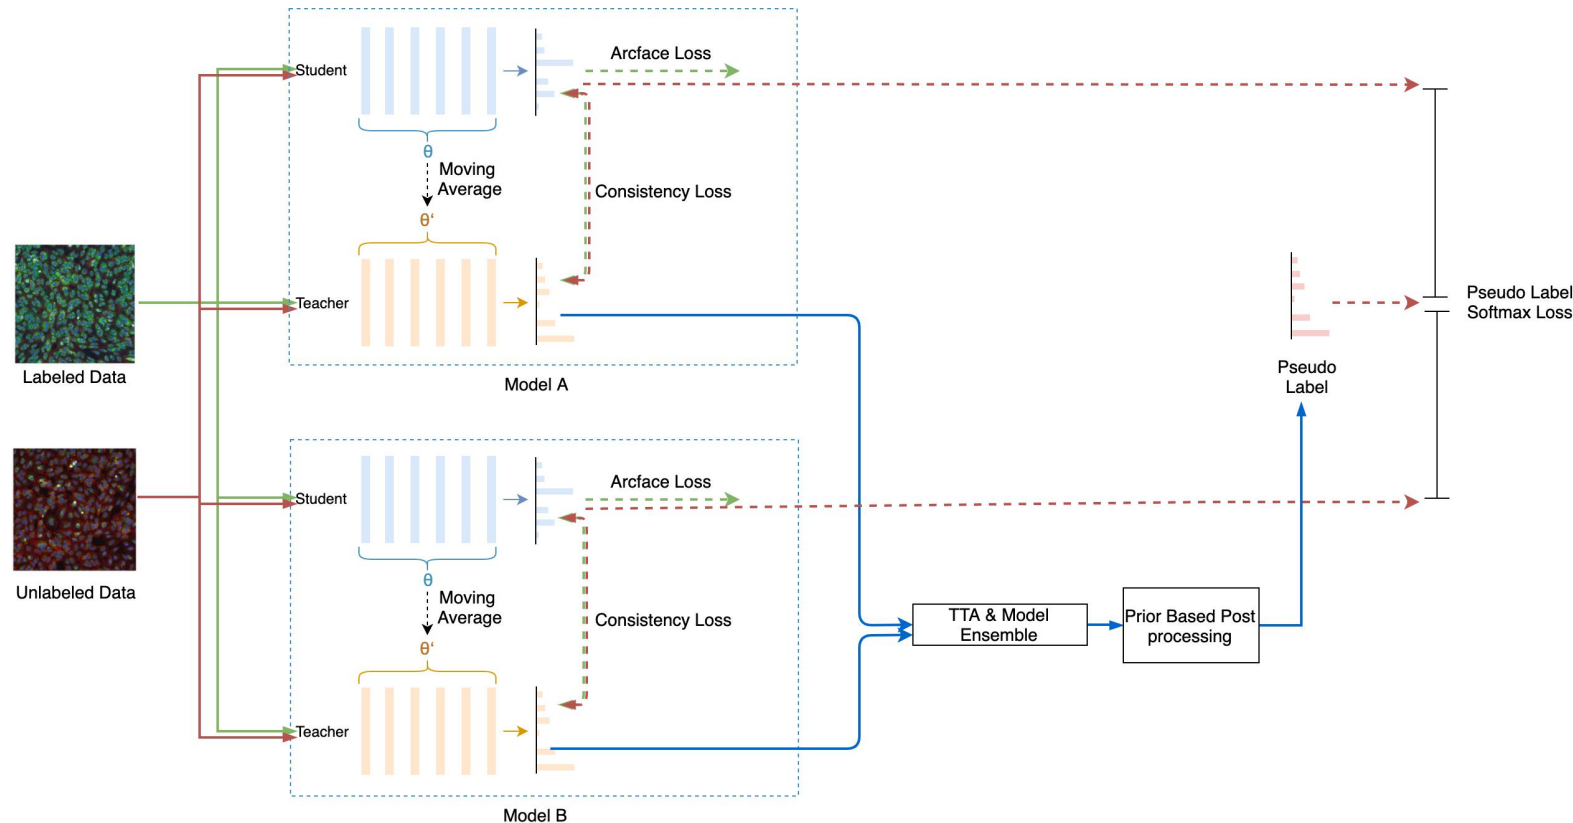 Arcface Loss
Student
θ
Moving
Average
Consistency Loss
θ'
Teacher
Model A
Labeled Data
Unlabeled Data
Arcface Loss
Student
θ
Moving
Average
Consistency Loss
θ'
Teacher
Model B
TTA & Model
Ensemble
Prior Based Post
processing
Pseudo
Label
Pseudo Label
Softmax Loss